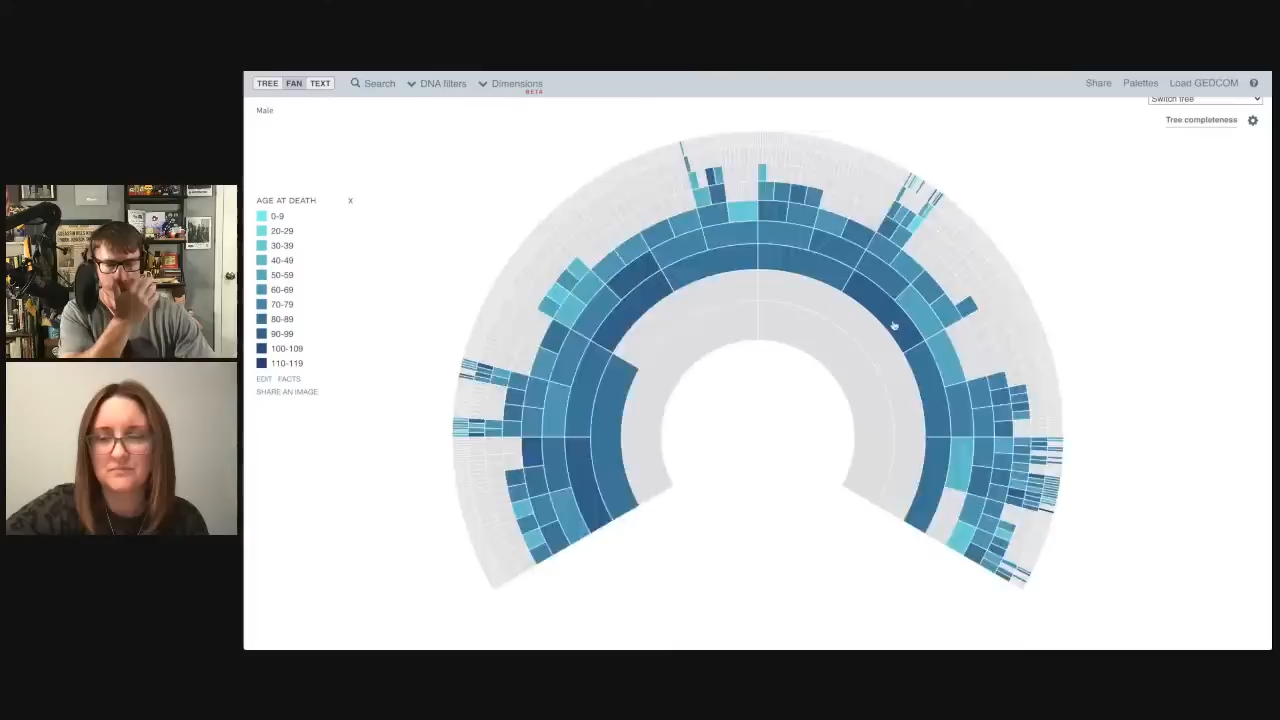 TREE FAN TEXT Search DNA filters Dimensions Share Palettes Load GEDCOM ?
BETA
Switch tree
Male
Tree completeness
AGE AT DEATH X
0-9
20-29
30-39
40-49
50-59
60-69
70-79
80-89
90-99
100-109
110-119
EDIT FACTS
SHARE AN IMAGE